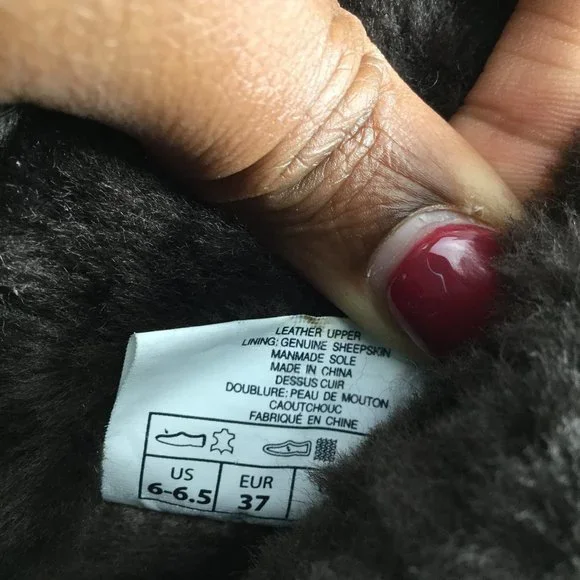 LEATHER UPPER
LINING: GENUINE SHEEPSKIN
MANMADE SOLE
MADE IN CHINA
DESSUS CUIR
DOUBLURE: PEAU DE MOUTON
CAOUTCHOUC
FABRIQUÉ EN CHINE
US EUR
6-6.5 37